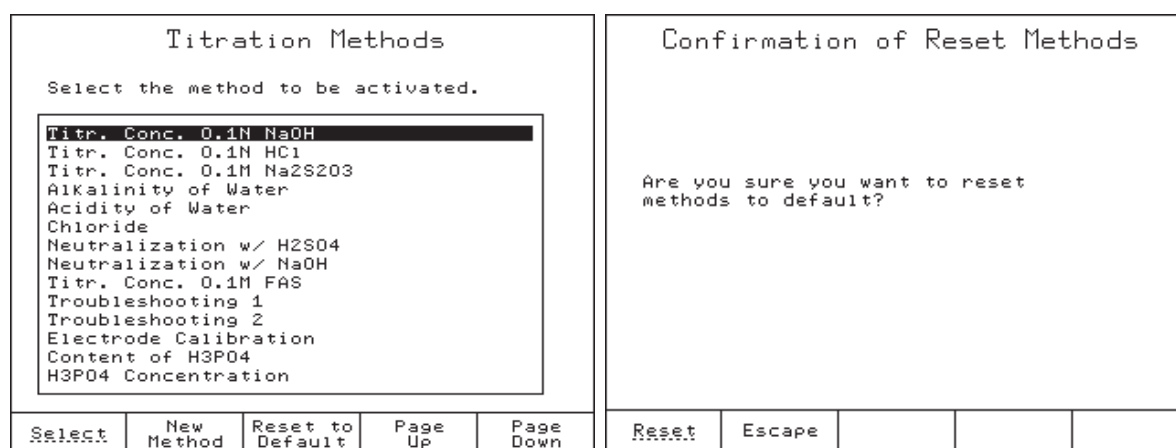 Titration Methods
Select the method to be activated.
Titr. Conc. 0.1N NaOH
Titr. Conc. 0.1N HCl
Titr. Conc. 0.1M Na2S2O3
Alkalinity of Water
Acidity of Water
Chloride
Neutralization w/ H2SO4
Neutralization w/ NaOH
Titr. Conc. 0.1M FAS
Troubleshooting 1
Troubleshooting 2
Electrode Calibration
Content of H3PO4
H3PO4 Concentration
Select
New Method
Reset to Default
Page Up
Page Down
Confirmation of Reset Methods
Are you sure you want to reset
methods to default?
Reset
Escape